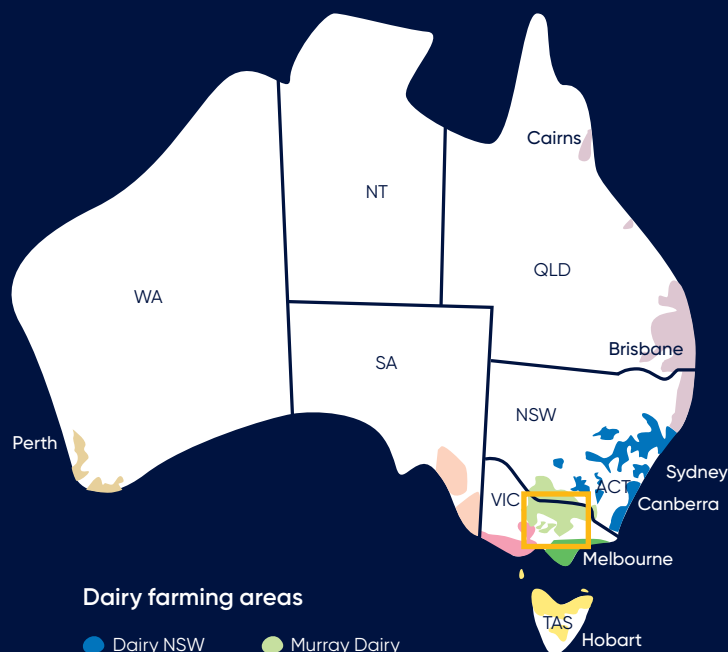 Cairns
NT
QLD
WA
Brisbane
SA
NSW
Perth
Sydney
ACT
VIC
Canberra
Melbourne
Dairy farming areas
TAS
Hobart
Dairy NSW
Murray Dairy